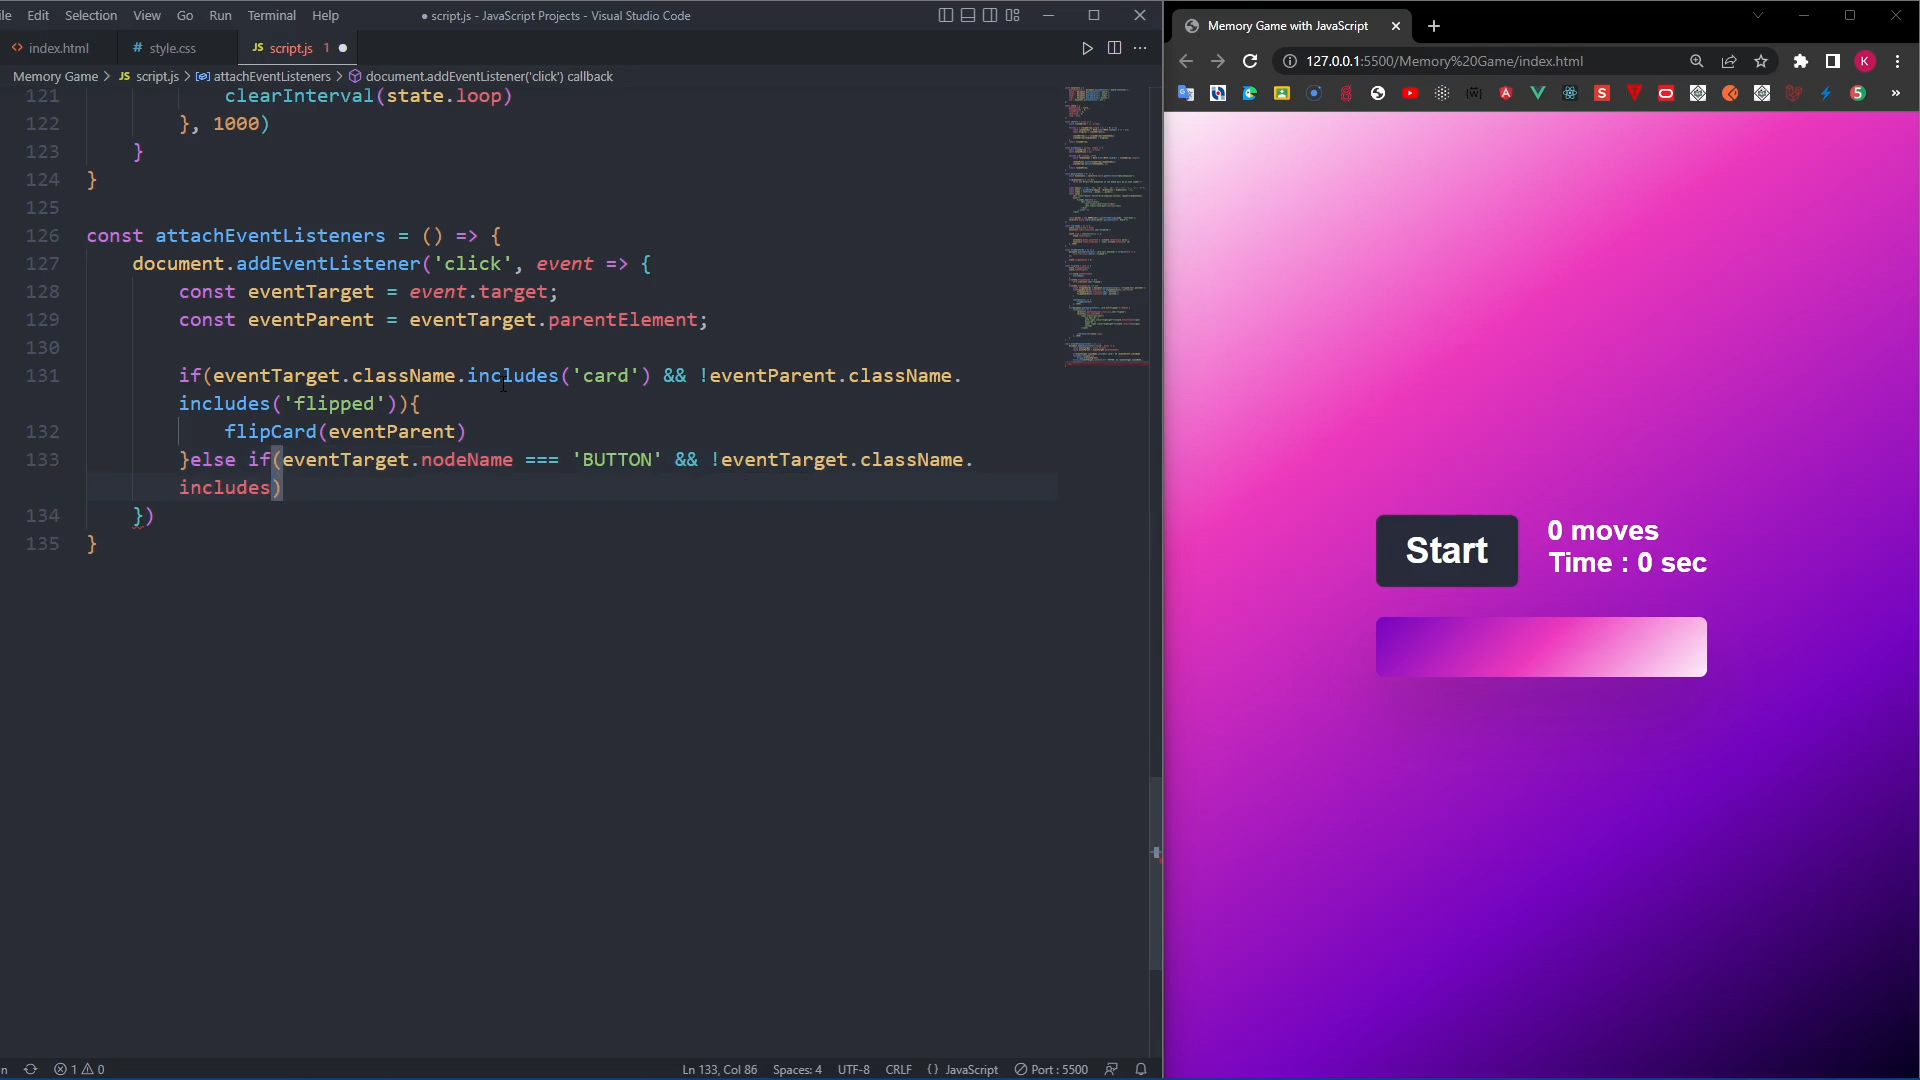 le Edit Selection View Go Run Terminal Help
● script.js - JavaScript Projects - Visual Studio Code
index.html
# style.css
JS script.js 1 ●
Memory Game > JS script.js > attachEventListeners > document.addEventListener('click') callback
121 clearInterval(state.loop)
122 }, 1000)
123 }
124 }
125
126 const attachEventListeners = () => {
127 document.addEventListener('click', event => {
128 const eventTarget = event.target;
129 const eventParent = eventTarget.parentElement;
130
131 if(eventTarget.className.includes('card') && !eventParent.className.
includes('flipped')){
132 flipCard(eventParent)
133 }else if(eventTarget.nodeName === 'BUTTON' && !eventTarget.className.
includes)
134 })
135 }
n 1 0
Ln 133, Col 86 Spaces: 4 UTF-8 CRLF {} JavaScript Port : 5500
Memory Game with JavaScript
127.0.0.1:5500/Memory%20Game/index.html
K
Start
0 moves
Time : 0 sec